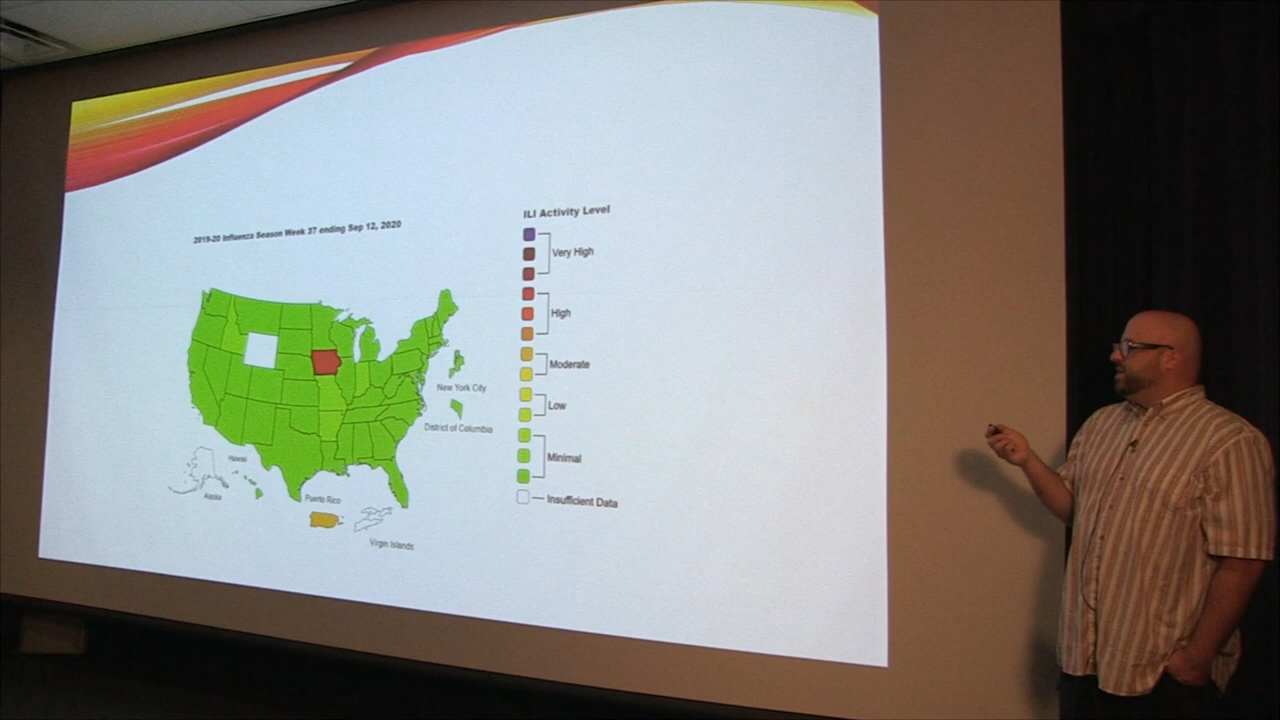 2019-20 Influenza Season Week 37 ending Sep 12, 2020
ILI Activity Level
Very High
High
Moderate
Low
Minimal
Insufficient Data
New York City
District of Columbia
Hawaii
Alaska
Puerto Rico
Virgin Islands